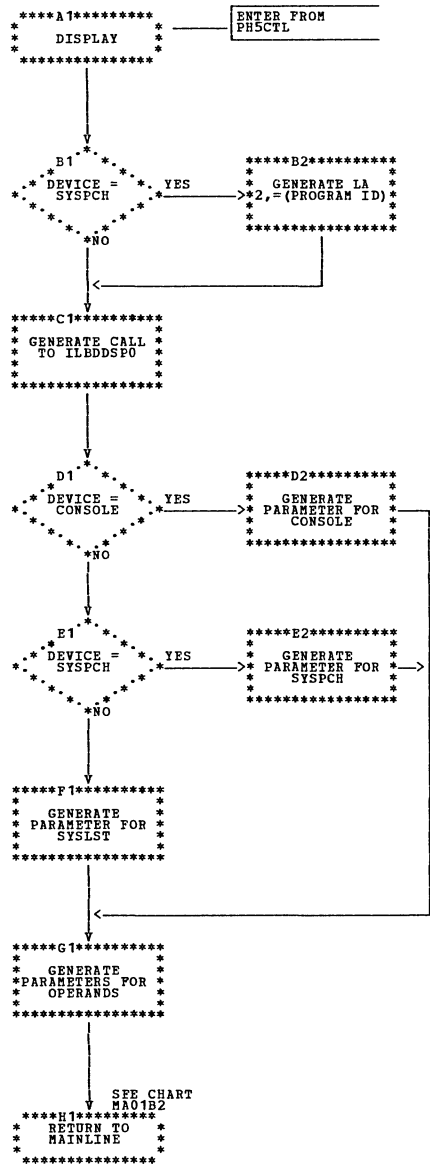 A1
DISPLAY
ENTER FROM
PH5CTL
B1
DEVICE =
SYSPCH
YES
NO
B2
GENERATE LA
2,=(PROGRAM ID)
C1
GENERATE CALL
TO ILBDDSP0
D1
DEVICE =
CONSOLE
YES
NO
D2
GENERATE
PARAMETER FOR
CONSOLE
E1
DEVICE =
SYSPCH
YES
NO
E2
GENERATE
PARAMETER FOR
SYSPCH
F1
GENERATE
PARAMETER FOR
SYSLST
G1
GENERATE
PARAMETERS FOR
OPERANDS
SEE CHART
MA01B2
H1
RETURN TO
MAINLINE